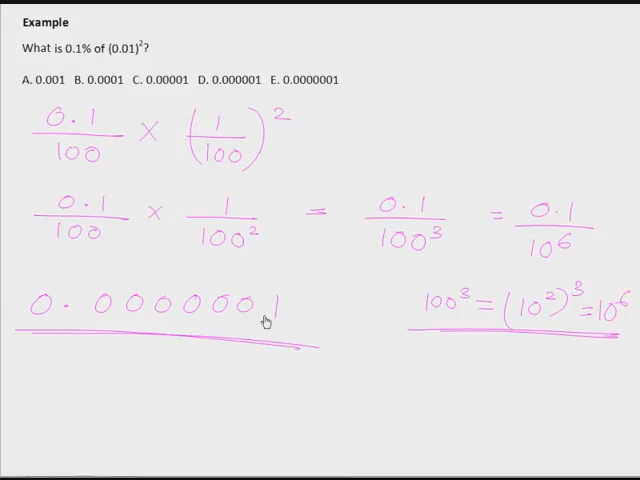 Example
What is 0.1% of (0.01)²?
A. 0.001 B. 0.0001 C. 0.00001 D. 0.000001 E. 0.0000001
0.1/100 × (1/100)²
0.1/100 × 1/100² = 0.1/100³ = 0.1/10⁶
0.0000001 100³ = (10²)³ = 10⁶